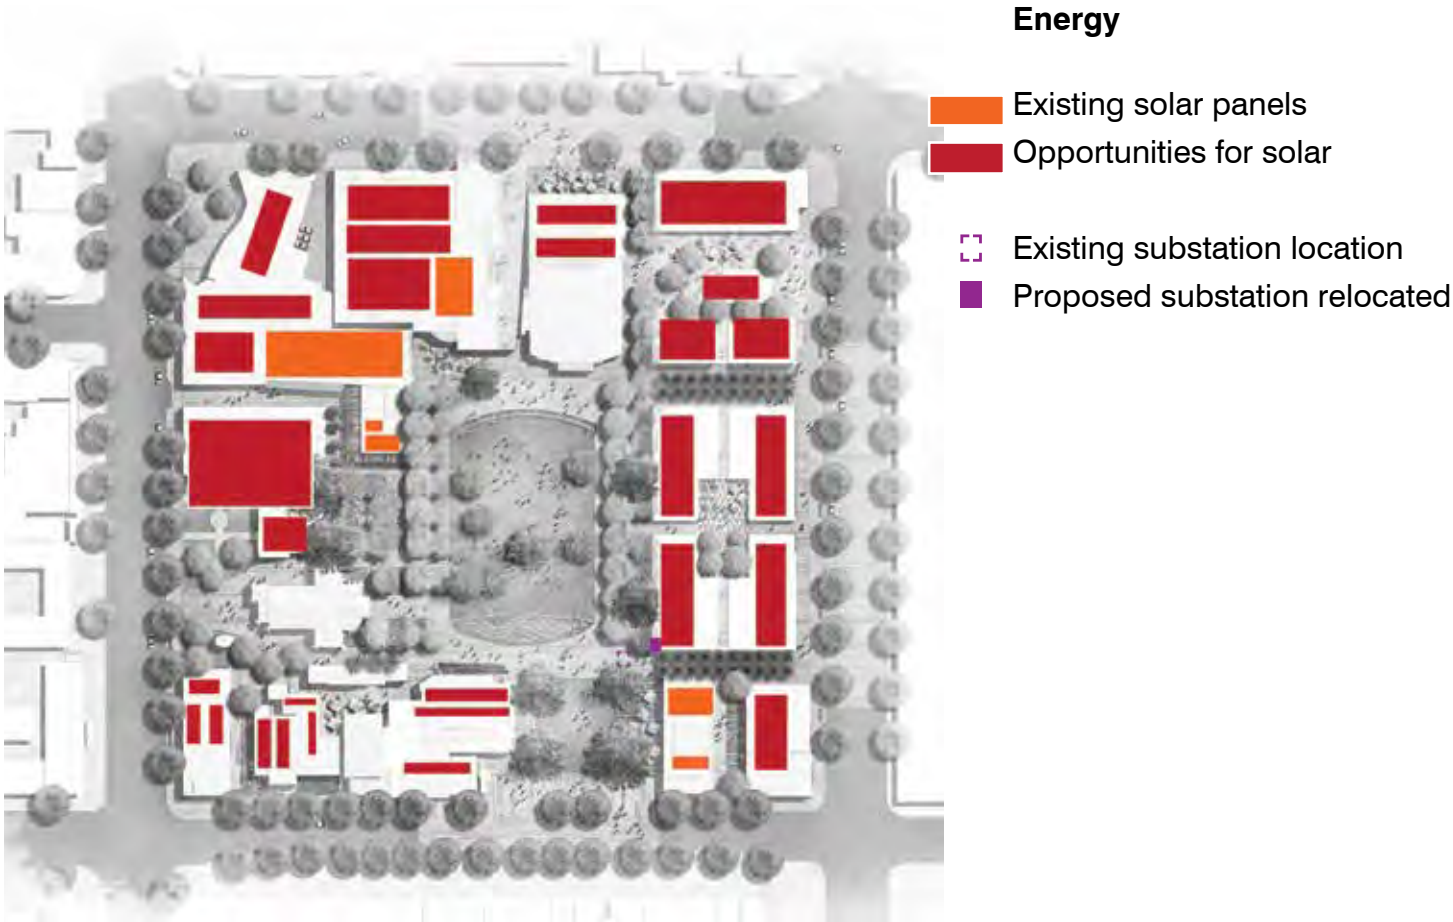 Energy
Existing solar panels
Opportunities for solar
Existing substation location
Proposed substation relocated